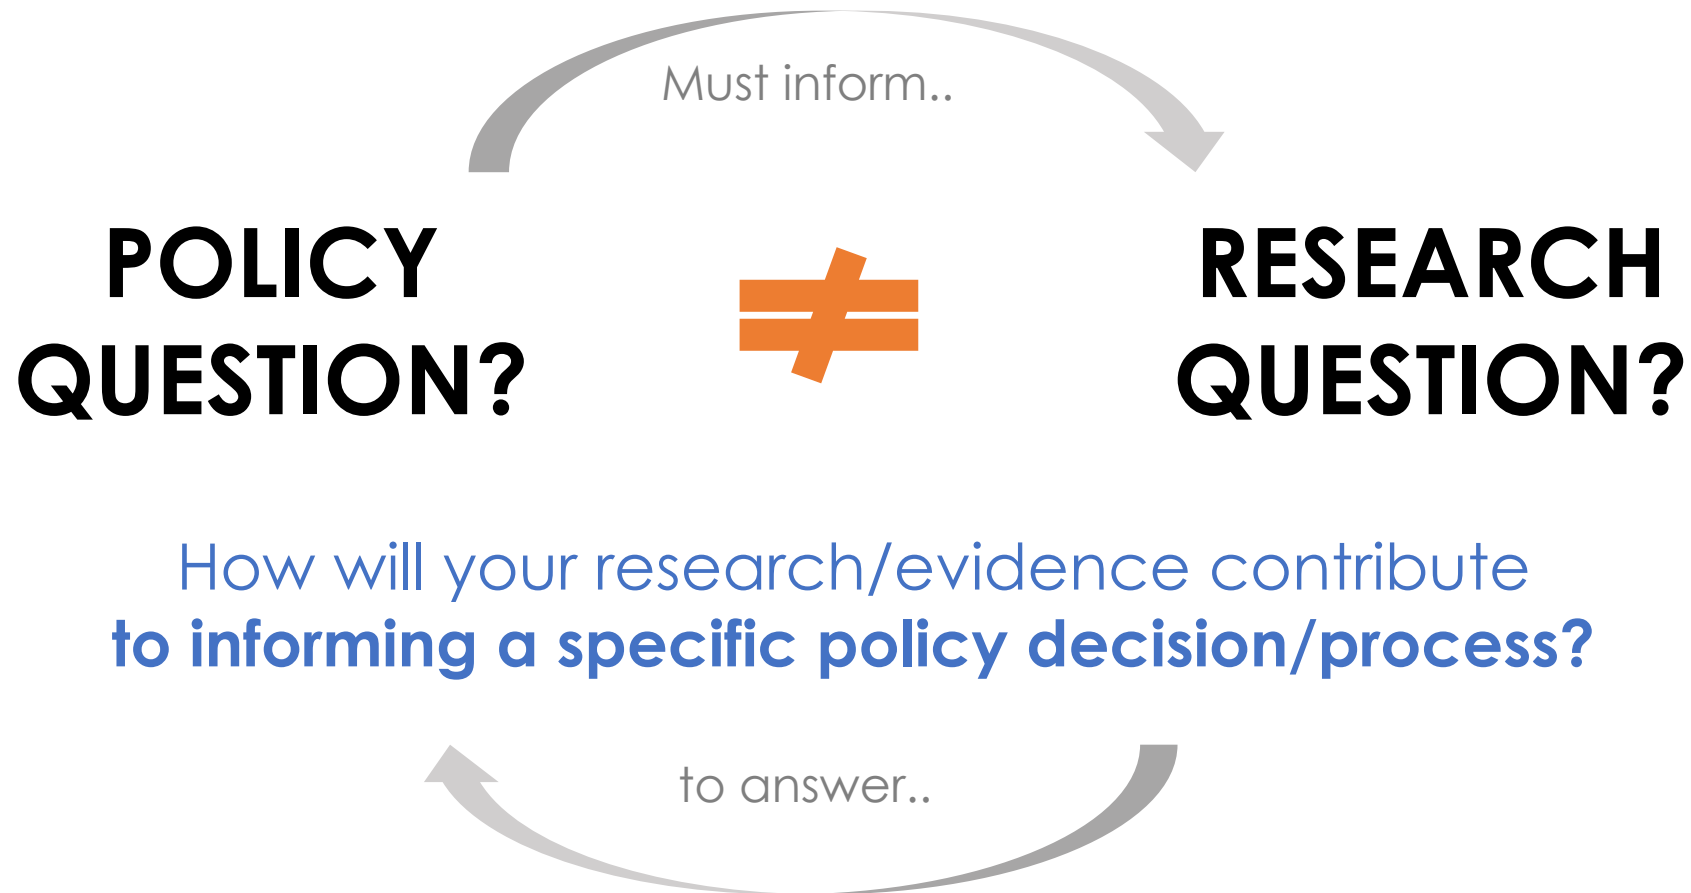 Must inform..
POLICY
QUESTION?
≠
RESEARCH
QUESTION?
How will your research/evidence contribute
to informing a specific policy decision/process?
to answer..